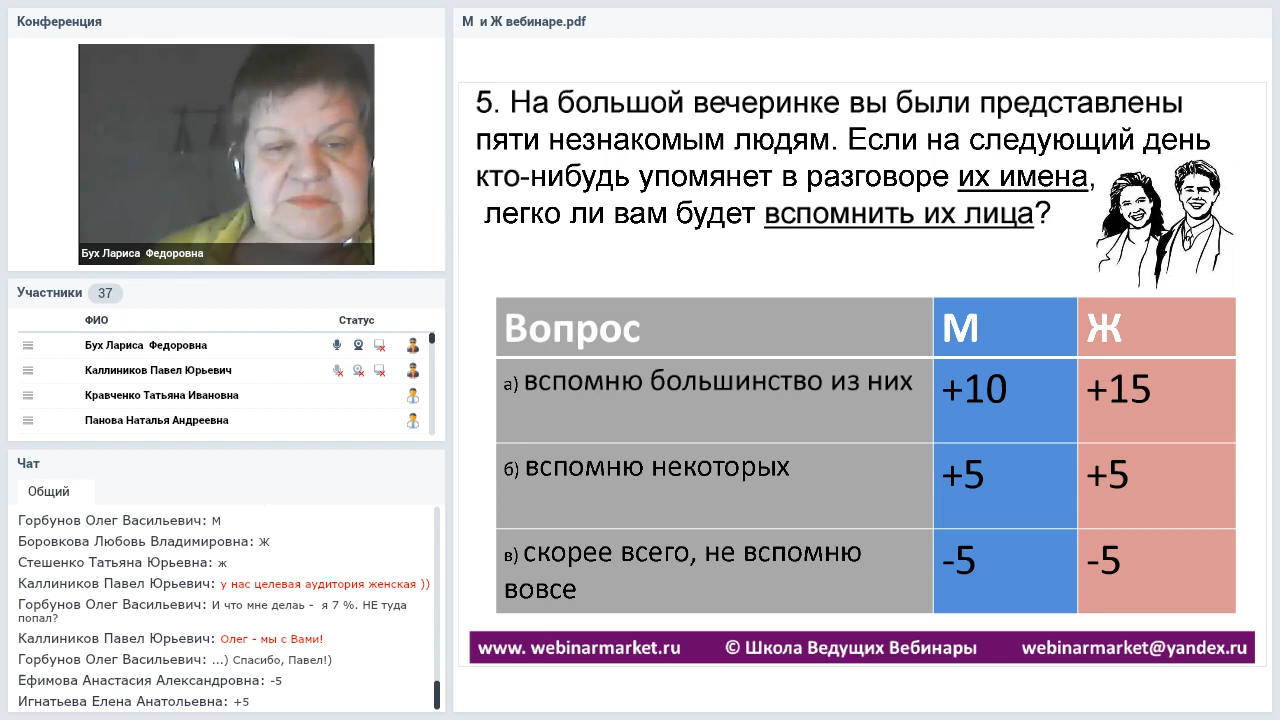 Конференция
Бух Лариса  Федоровна
Участники 37
ФИО Статус
Бух Лариса  Федоровна
Каллиников Павел Юрьевич
Кравченко Татьяна Ивановна
Панова Наталья Андреевна
Чат
Общий
Горбунов Олег Васильевич: М
Боровкова Любовь Владимировна: Ж
Стешенко Татьяна Юрьевна: ж
Каллиников Павел Юрьевич: у нас целевая аудитория женская ))
Горбунов Олег Васильевич: И что мне делаь -  я 7 %. НЕ туда
попал?
Каллиников Павел Юрьевич: Олег - мы с Вами!
Горбунов Олег Васильевич: ...) Спасибо, Павел!)
Ефимова Анастасия Александровна: -5
Игнатьева Елена Анатольевна: +5
М  и Ж вебинаре.pdf
5. На большой вечеринке вы были представлены
пяти незнакомым людям. Если на следующий день
кто-нибудь упомянет в разговоре их имена,
легко ли вам будет вспомнить их лица?
Вопрос М Ж
а) вспомню большинство из них +10 +15
б) вспомню некоторых +5 +5
в) скорее всего, не вспомню -5 -5
вовсе
www. webinarmarket.ru © Школа Ведущих Вебинары webinarmarket@yandex.ru